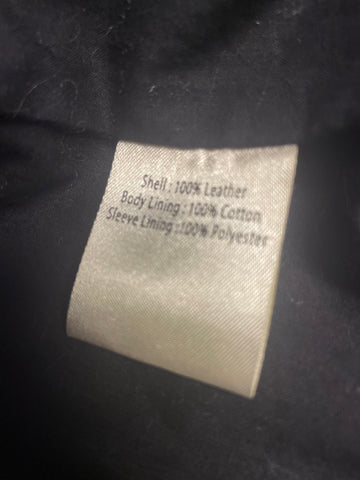 Shell : 100% Leather
Body Lining : 100% Cotton
Sleeve Lining : 100% Polyester